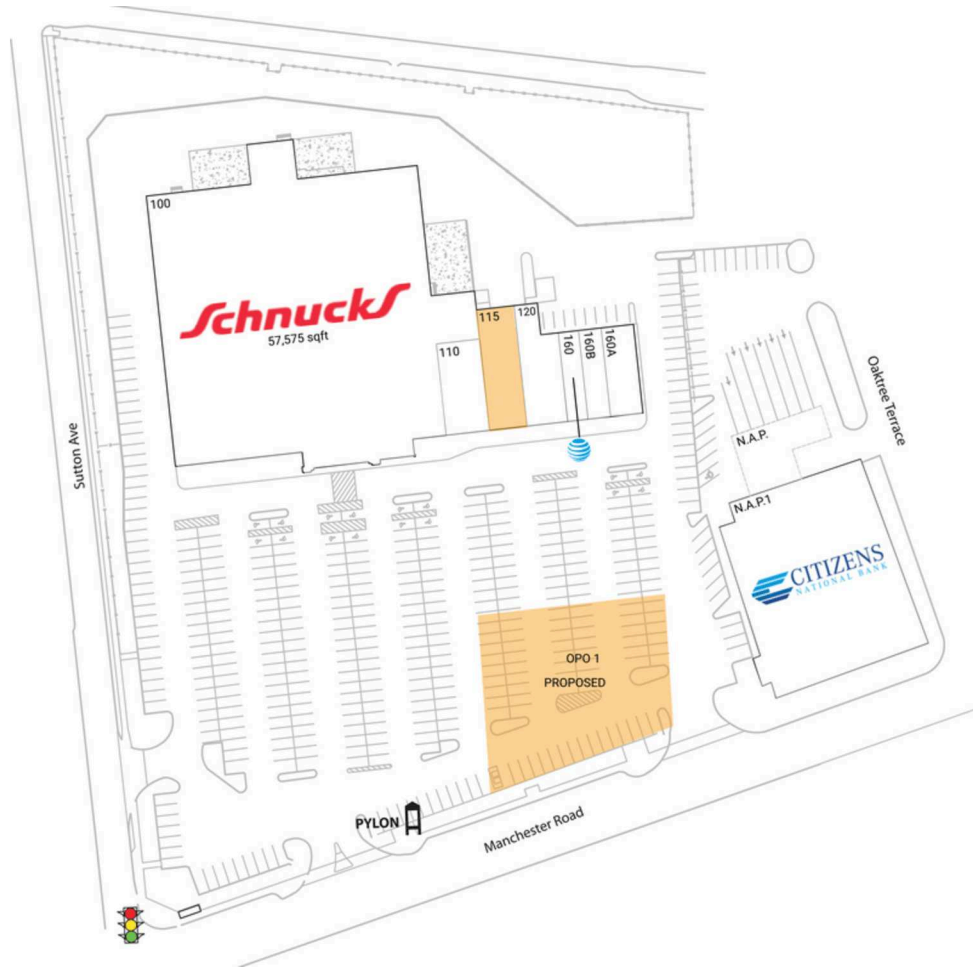 100
Schnucks
57,575 sqft
110
115
120
160
160B
160A
Sutton Ave
Oaktree Terrace
N.A.P.
N.A.P.1
CITIZENS
NATIONAL BANK
OPO 1
PROPOSED
PYLON
Manchester Road